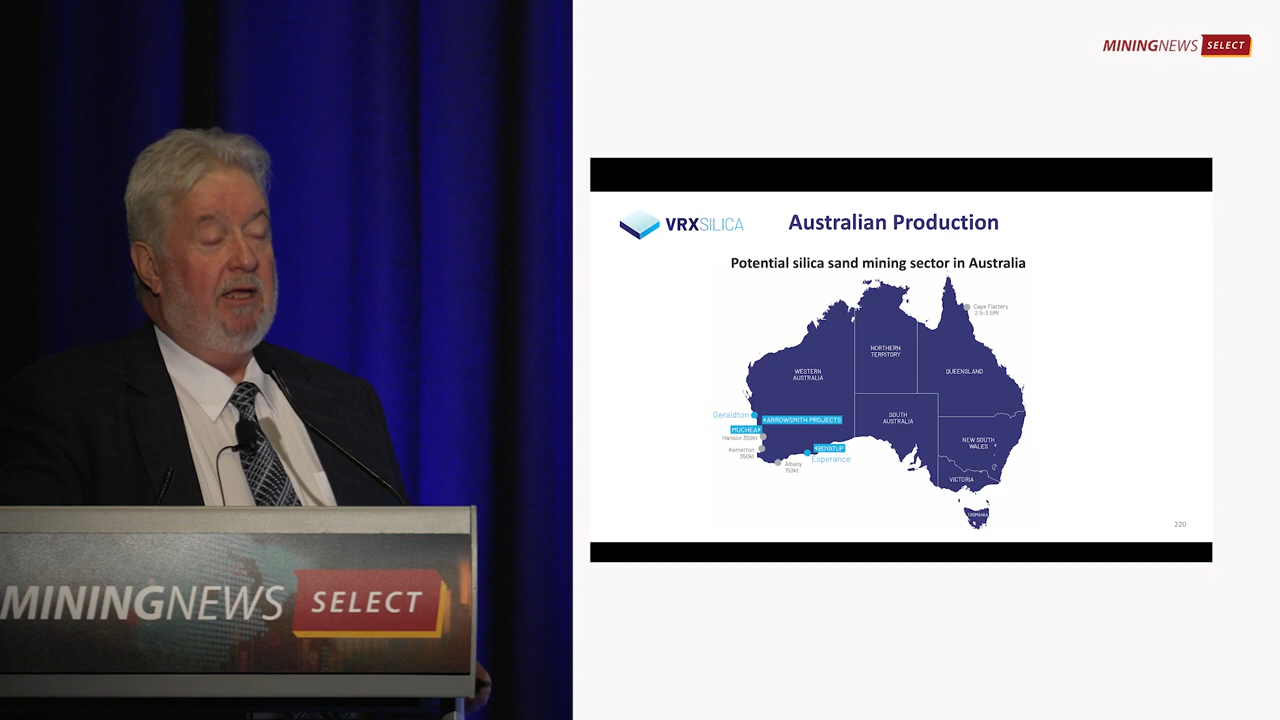 MININGNEWS SELECT
VRXSILICA
Australian Production
Potential silica sand mining sector in Australia
Cape Flattery
2.5-3.5Mt
NORTHERN
TERRITORY
WESTERN
AUSTRALIA
QUEENSLAND
Geraldton
ARROWSMITH PROJECTS
SOUTH
AUSTRALIA
MUCHEA
Hanson 350kt
NEW SOUTH
WALES
Kemerton
350kt
BOYATUP
Esperance
Albany
150kt
VICTORIA
TASMANIA
220
MININGNEWS SELECT